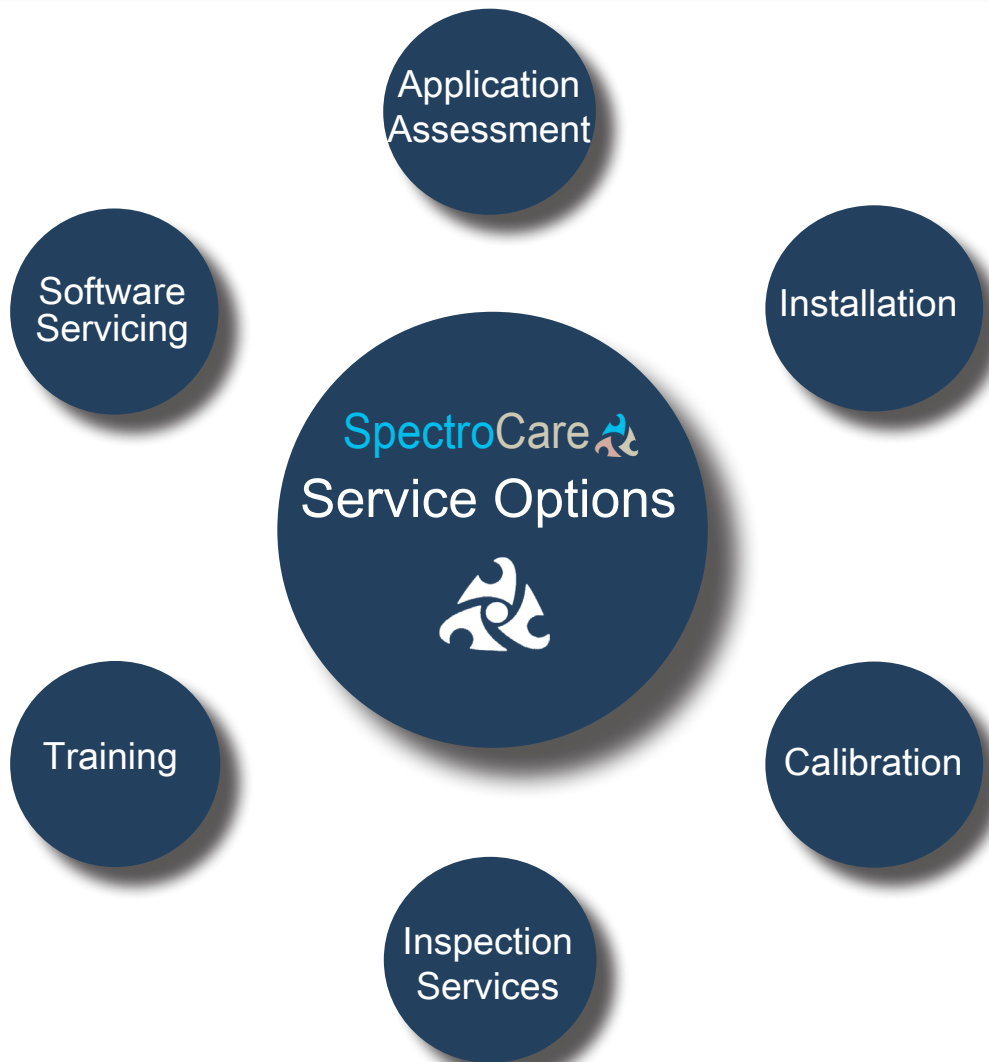 Application
Assessment
Software
Servicing
Installation
SpectroCare
Service Options
Training
Calibration
Inspection
Services